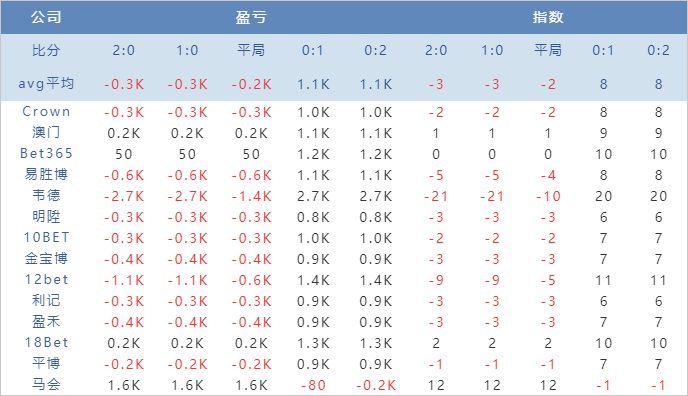 公司 盈亏 指数
比分 2:0 1:0 平局 0:1 0:2 2:0 1:0 平局 0:1 0:2
avg平均 -0.3K -0.3K -0.2K 1.1K 1.1K -3 -3 -2 8 8
Crown -0.3K -0.3K -0.3K 1.0K 1.0K -2 -2 -2 8 8
澳门 0.2K 0.2K 0.2K 1.1K 1.1K 1 1 1 9 9
Bet365 50 50 50 1.2K 1.2K 0 0 0 10 10
易胜博 -0.6K -0.6K -0.6K 1.1K 1.1K -5 -5 -4 8 8
韦德 -2.7K -2.7K -1.4K 2.7K 2.7K -21 -21 -10 20 20
明陞 -0.3K -0.3K -0.3K 0.8K 0.8K -3 -3 -3 6 6
10BET -0.3K -0.3K -0.3K 1.0K 1.0K -2 -2 -2 7 7
金宝博 -0.4K -0.4K -0.4K 0.9K 0.9K -3 -3 -3 7 7
12bet -1.1K -1.1K -0.6K 1.4K 1.4K -9 -9 -5 11 11
利记 -0.3K -0.3K -0.3K 0.9K 0.9K -3 -3 -3 6 6
盈禾 -0.4K -0.4K -0.4K 0.9K 0.9K -3 -3 -3 7 7
18Bet 0.2K 0.2K 0.2K 1.3K 1.3K 2 2 2 10 10
平博 -0.2K -0.2K -0.2K 0.9K 0.9K -1 -1 -1 7 7
马会 1.6K 1.6K 1.6K -80 -0.2K 12 12 12 -1 -1